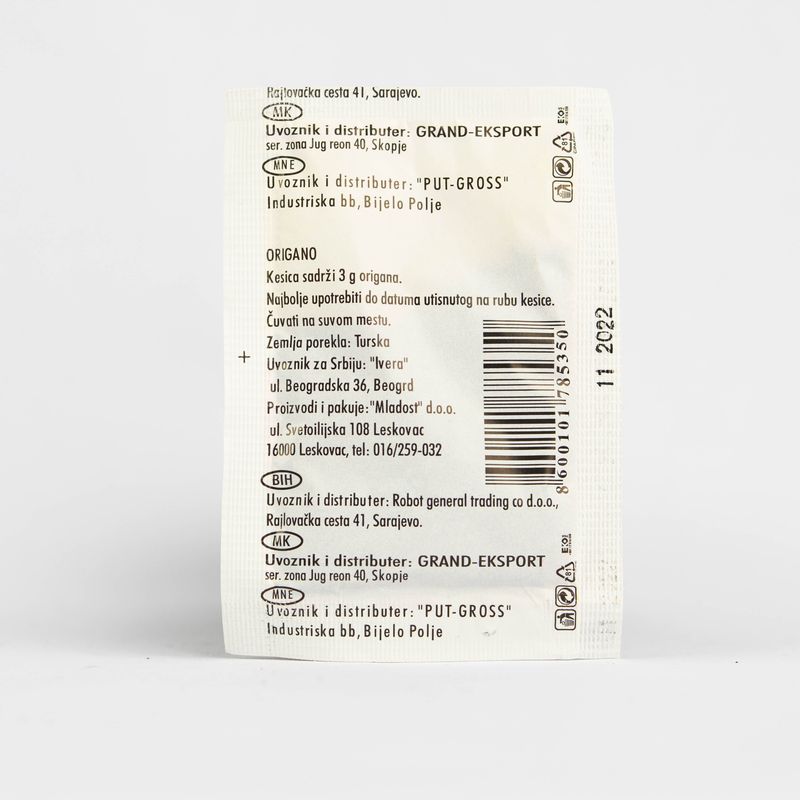 Rajlovačka cesta 41, Sarajevo.
MK
Uvoznik i distributer: GRAND-EKSPORT
ser. zona Jug reon 40, Skopje
MNE
Uvoznik i distributer: "PUT-GROSS"
Industriska bb, Bijelo Polje
81
ORIGANO
Kesica sadrži 3 g origana.
Najbolje upotrebiti do datuma utisnutog na rubu kesice.
Čuvati na suvom mestu.
Zemlja porekla: Turska
Uvoznik za Srbiju: "Ivera"
ul. Beogradska 36, Beogrd
Proizvodi i pakuje: "Mladost" d.o.o.
ul. Svetoilijska 108 Leskovac
16000 Leskovac, tel: 016/259-032
8 600101 785350
11 2022
BIH
Uvoznik i distributer: Robot general trading co d.o.o.,
Rajlovačka cesta 41, Sarajevo.
MK
Uvoznik i distributer: GRAND-EKSPORT
ser. zona Jug reon 40, Skopje
MNE
Uvoznik i distributer: "PUT-GROSS"
Industriska bb, Bijelo Polje
81